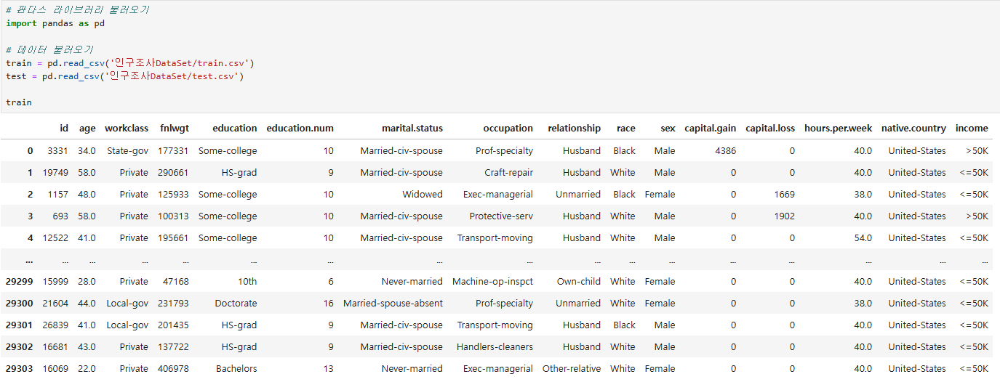 # 판다스 라이브러리 불러오기
import pandas as pd
# 데이터 불러오기
train = pd.read_csv('인구조사DataSet/train.csv')
test = pd.read_csv('인구조사DataSet/test.csv')
train
id age workclass fnlwgt education education.num marital.status occupation relationship race sex capital.gain capital.loss hours.per.week native.country income
0 3331 34.0 State-gov 177331 Some-college 10 Married-civ-spouse Prof-specialty Husband Black Male 4386 0 40.0 United-States >50K
1 19749 58.0 Private 290661 HS-grad 9 Married-civ-spouse Craft-repair Husband White Male 0 0 40.0 United-States <=50K
2 1157 48.0 Private 125933 Some-college 10 Widowed Exec-managerial Unmarried Black Female 0 1669 38.0 United-States <=50K
3 693 58.0 Private 100313 Some-college 10 Married-civ-spouse Protective-serv Husband White Male 0 1902 40.0 United-States >50K
4 12522 41.0 Private 195661 Some-college 10 Married-civ-spouse Transport-moving Husband White Male 0 0 54.0 United-States <=50K
... ... ... ... ... ... ... ... ... ... ... ... ... ... ... ... ...
29299 15999 28.0 Private 47168 10th 6 Never-married Machine-op-inspct Own-child White Female 0 0 40.0 United-States <=50K
29300 21604 44.0 Local-gov 231793 Doctorate 16 Married-spouse-absent Prof-specialty Unmarried White Female 0 0 38.0 United-States <=50K
29301 26839 41.0 Local-gov 201435 HS-grad 9 Married-civ-spouse Transport-moving Husband Black Male 0 0 40.0 United-States <=50K
29302 16681 43.0 Private 137722 HS-grad 9 Married-civ-spouse Handlers-cleaners Husband White Male 0 0 40.0 United-States <=50K
29303 16069 22.0 Private 406978 Bachelors 13 Never-married Exec-managerial Other-relative White Female 0 0 40.0 United-States <=50K